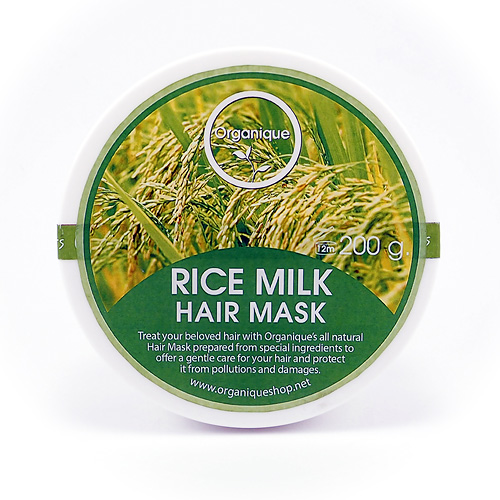 Organique
12m 200 g.
RICE MILK
HAIR MASK
Treat your beloved hair with Organique's all natural
Hair Mask prepared from special ingredients to
offer a gentle care for your hair and protect
it from pollutions and damages.
www.organiqueshop.net